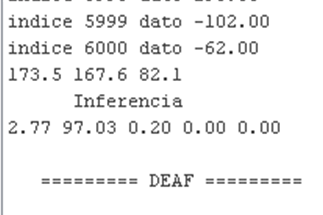 indice 5999 dato -102.00
indice 6000 dato -62.00
173.5 167.6 82.1
Inferencia
2.77 97.03 0.20 0.00 0.00
========= DEAF =========